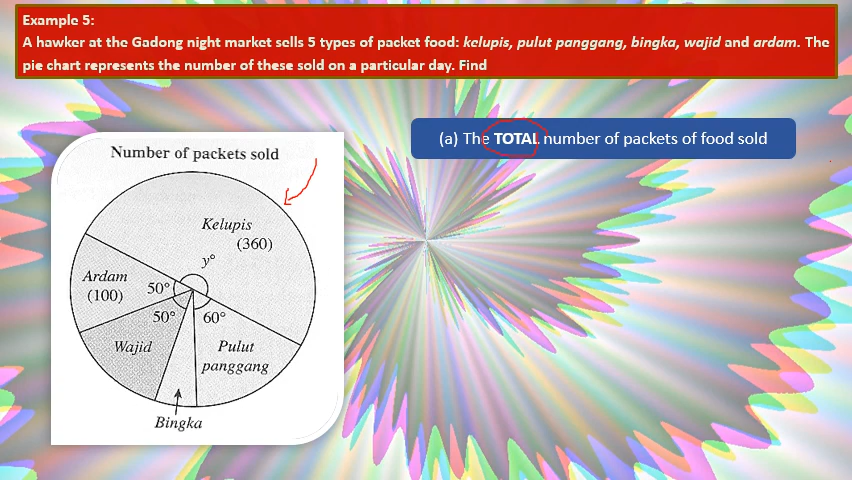 Example 5:
A hawker at the Gadong night market sells 5 types of packet food: kelupis, pulut panggang, bingka, wajid and ardam. The
pie chart represents the number of these sold on a particular day. Find
(a) The TOTAL number of packets of food sold
Number of packets sold
Kelupis
(360)
y°
Ardam
(100)
50°
50°
60°
Wajid
Pulut
panggang
Bingka